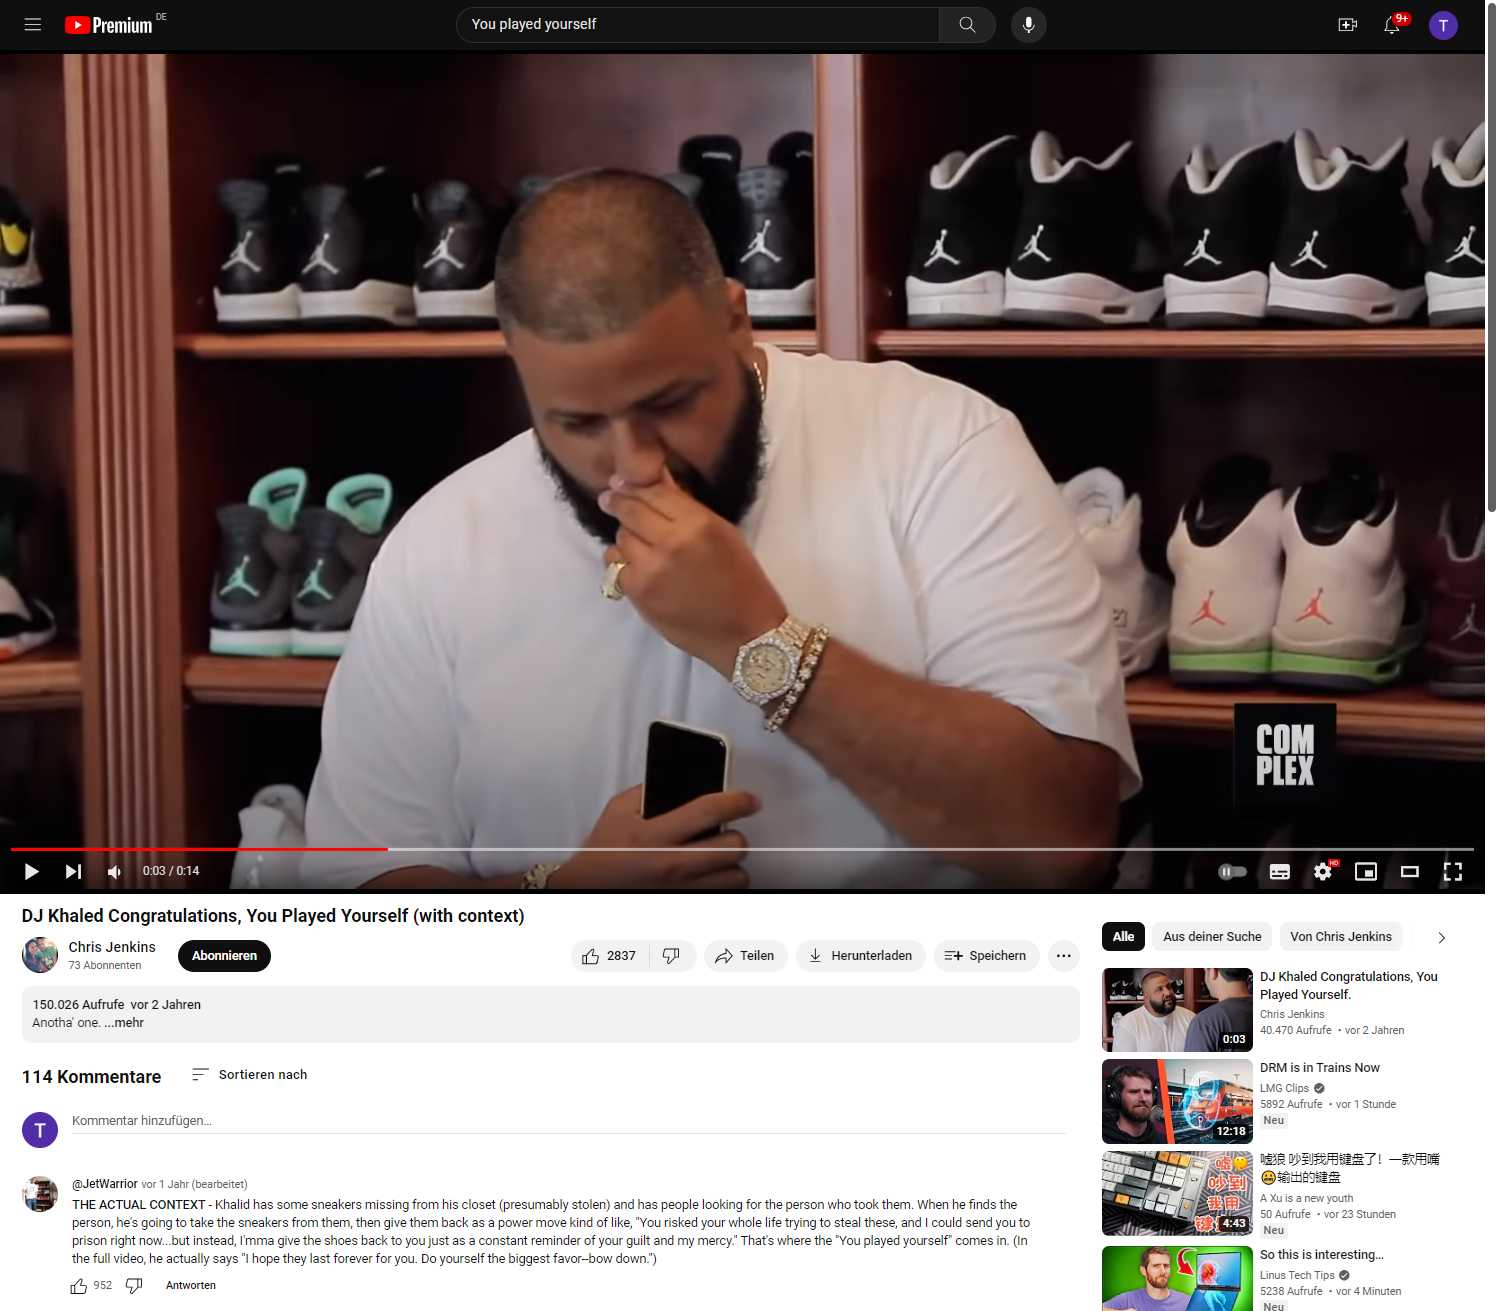 Premium DE
You played yourself
9+
T
COM
PLEX
0:03 / 0:14
HD
DJ Khaled Congratulations, You Played Yourself (with context)
Chris Jenkins
73 Abonnenten
Abonnieren
2837
Teilen
Herunterladen
Speichern
150.026 Aufrufe vor 2 Jahren
Anotha' one. ...mehr
114 Kommentare
Sortieren nach
T
Kommentar hinzufügen...
@JetWarrior vor 1 Jahr (bearbeitet)
THE ACTUAL CONTEXT - Khalid has some sneakers missing from his closet (presumably stolen) and has people looking for the person who took them. When he finds the
person, he's going to take the sneakers from them, then give them back as a power move kind of like, "You risked your whole life trying to steal these, and I could send you to
prison right now...but instead, I'mma give the shoes back to you just as a constant reminder of your guilt and my mercy." That's where the "You played yourself" comes in. (In
the full video, he actually says "I hope they last forever for you. Do yourself the biggest favor--bow down.")
952
Antworten
Alle
Aus deiner Suche
Von Chris Jenkins
0:03
DJ Khaled Congratulations, You
Played Yourself.
Chris Jenkins
40.470 Aufrufe • vor 2 Jahren
12:18
DRM is in Trains Now
LMG Clips
5892 Aufrufe • vor 1 Stunde
Neu
嘘
吵到
我用
键
4:43
嘘狼 吵到我用键盘了！一款用嘴
😬输出的键盘
A Xu is a new youth
50 Aufrufe • vor 23 Stunden
Neu
So this is interesting...
Linus Tech Tips
5238 Aufrufe • vor 4 Minuten
Neu